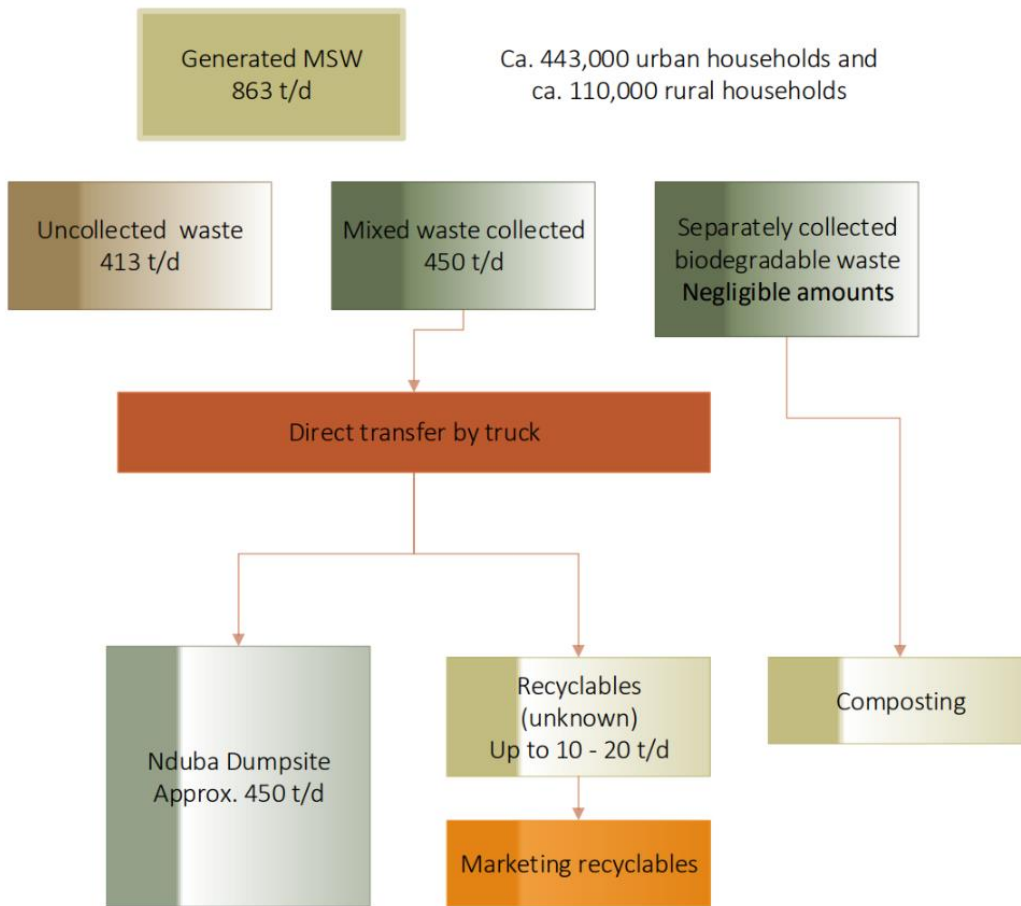 Generated MSW
863 t/d
Ca. 443,000 urban households and
ca. 110,000 rural households
Uncollected waste
413 t/d
Mixed waste collected
450 t/d
Separately collected
biodegradable waste
Negligible amounts
Direct transfer by truck
Nduba Dumpsite
Approx. 450 t/d
Recyclables
(unknown)
Up to 10 - 20 t/d
Composting
Marketing recyclables